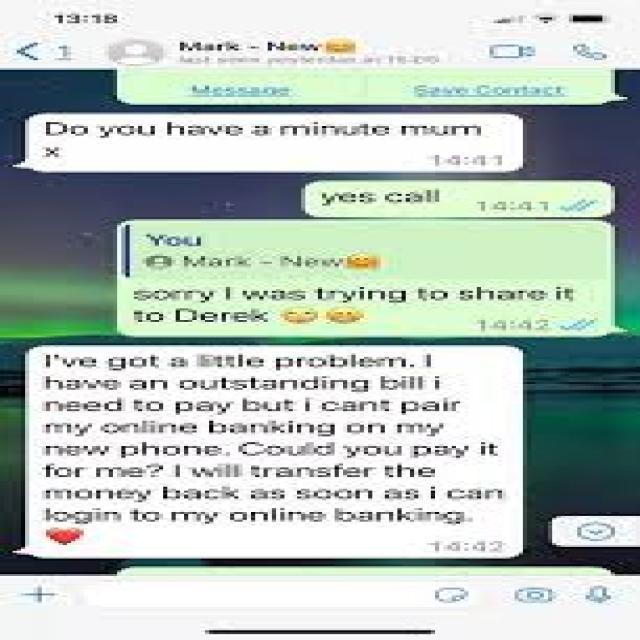 13:18
1
Mark - New😊
last seen yesterday at 15:09
Message Save Contact
Do you have a minute mum
x
14:41
yes call 14:41
You
Mark - New😊
sorry I was trying to share it
to Derek 😊 😊
14:42
I've got a little problem. I
have an outstanding bill i
need to pay but i cant pair
my online banking on my
new phone. Could you pay it
for me? I will transfer the
money back as soon as i can
login to my online banking.
❤️
14:42